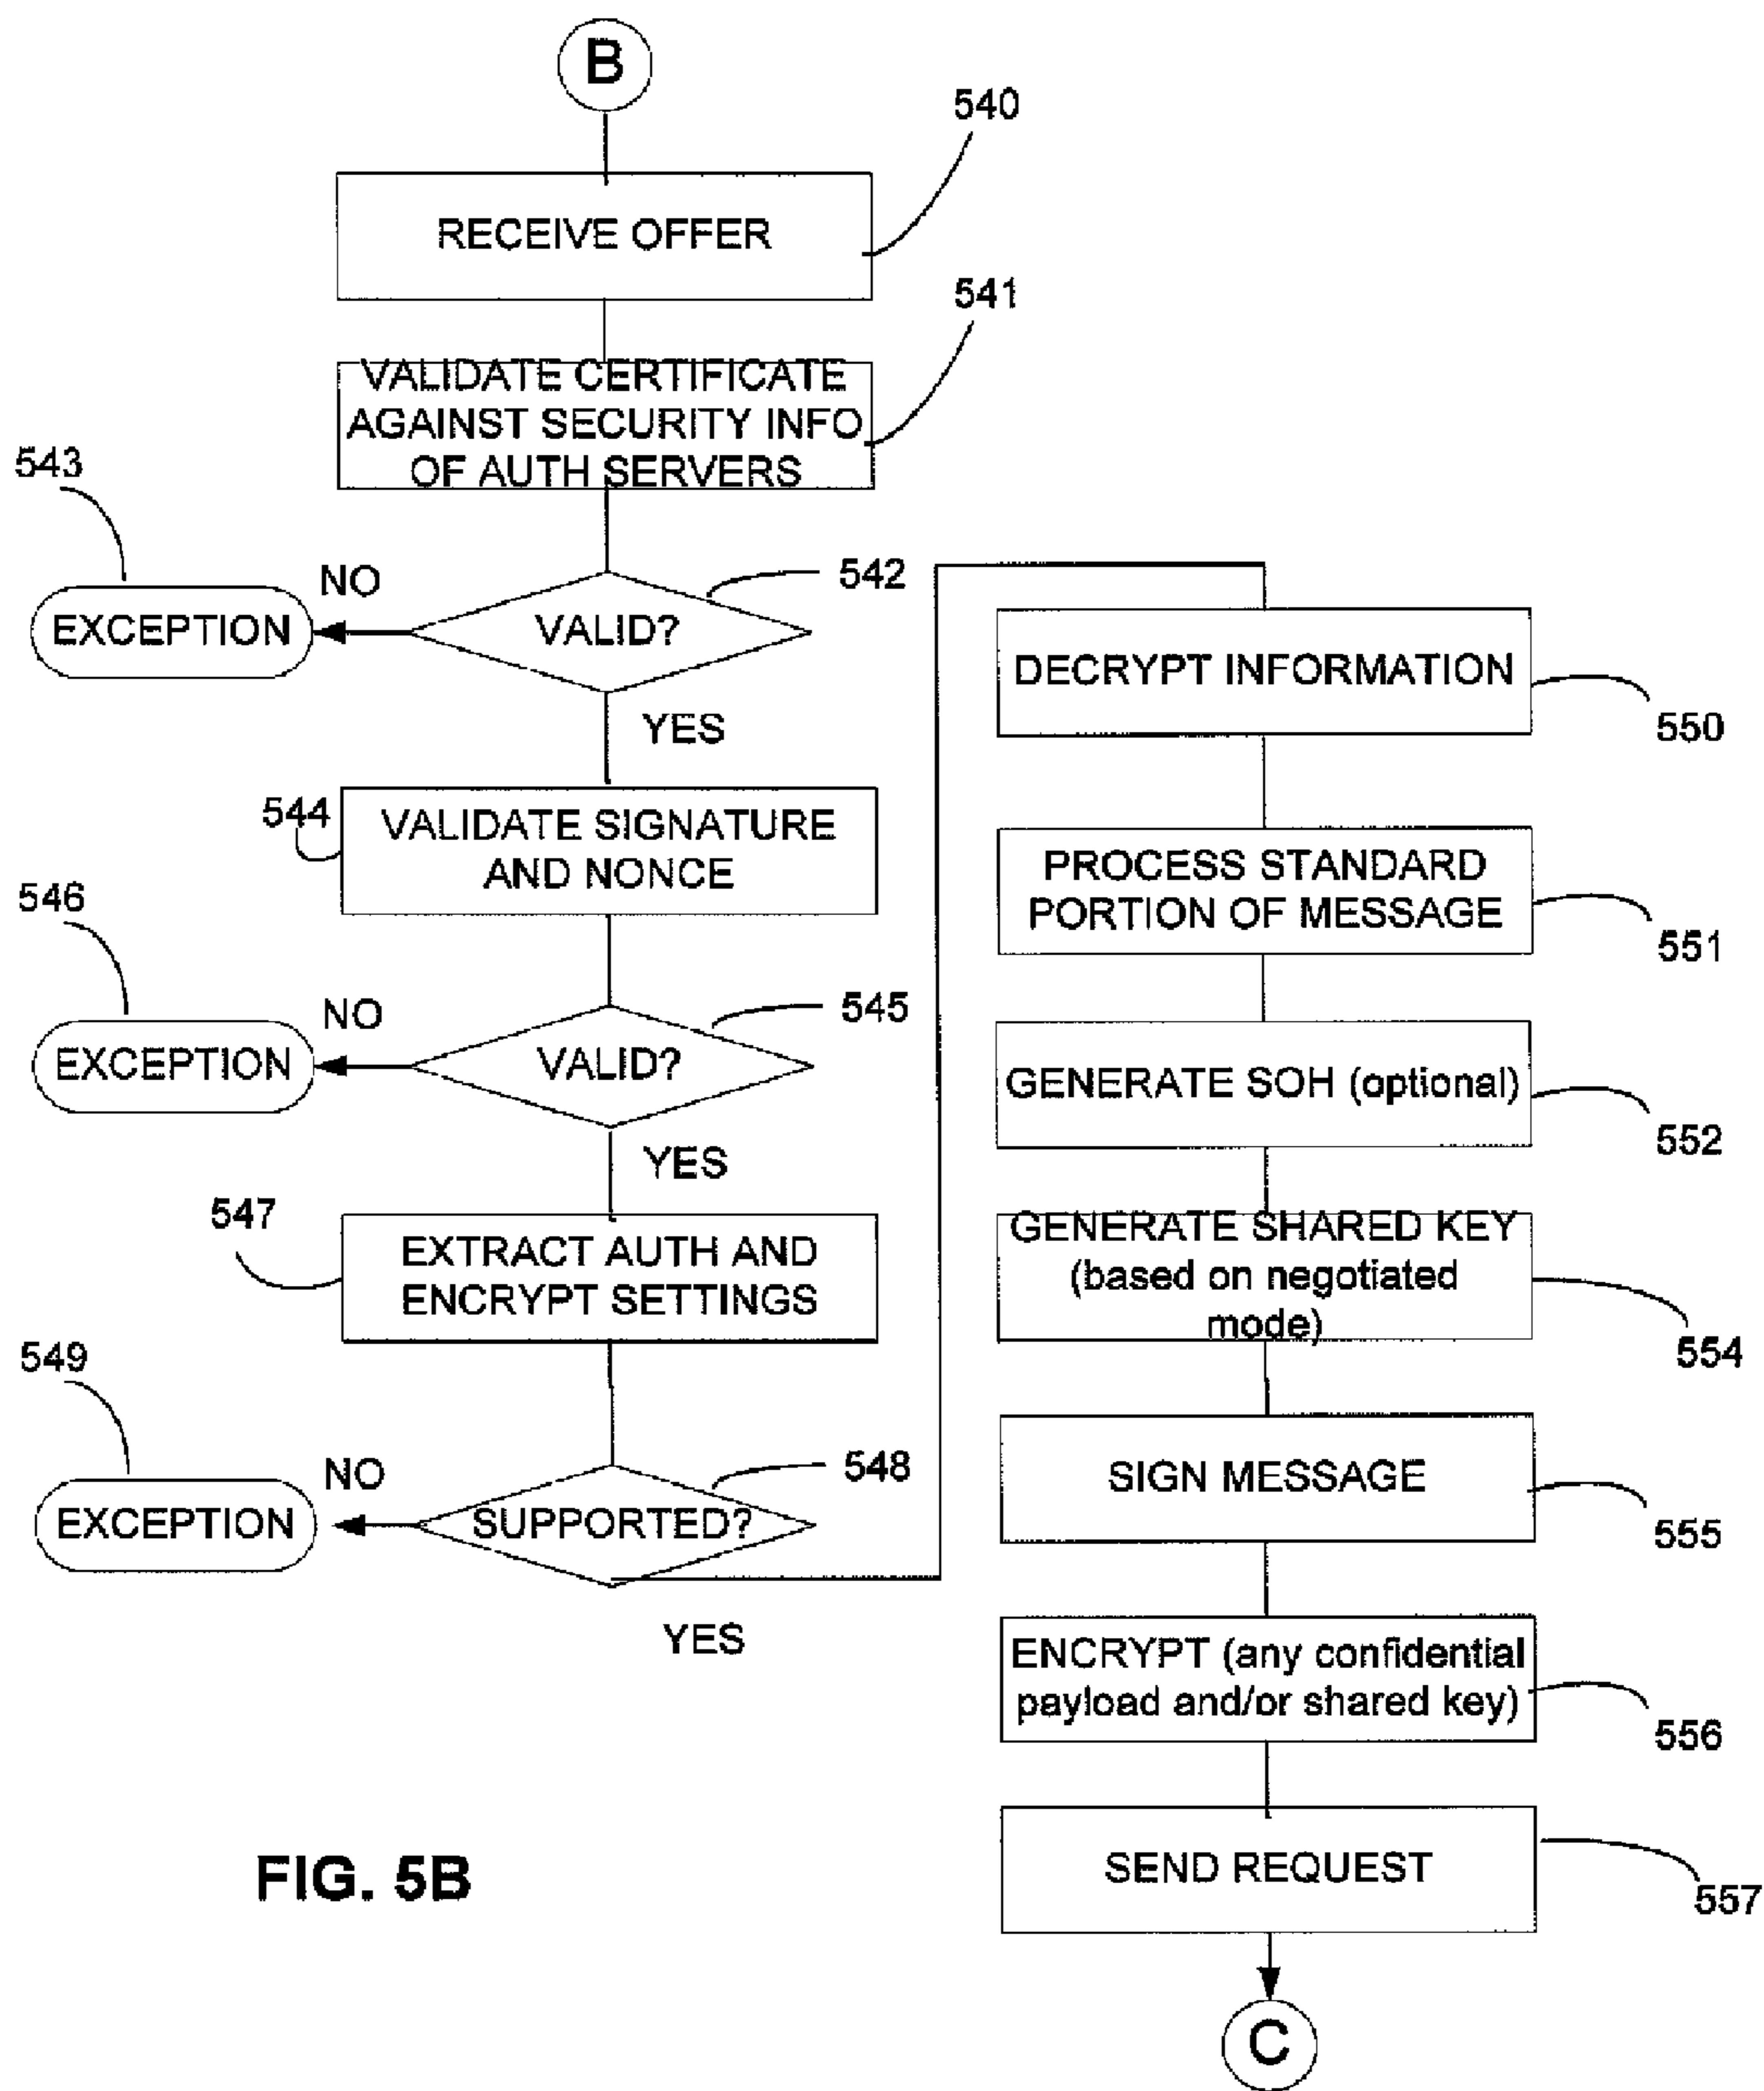 B
540
RECEIVE OFFER
541
VALIDATE CERTIFICATE
AGAINST SECURITY INFO
OF AUTH SERVERS
543
NO
542
EXCEPTION
VALID?
YES
544
VALIDATE SIGNATURE
AND NONCE
546
NO
545
EXCEPTION
VALID?
YES
547
EXTRACT AUTH AND
ENCRYPT SETTINGS
549
NO
548
EXCEPTION
SUPPORTED?
YES
DECRYPT INFORMATION
550
PROCESS STANDARD
PORTION OF MESSAGE
551
GENERATE SOH (optional)
552
GENERATE SHARED KEY
(based on negotiated
mode)
554
SIGN MESSAGE
555
ENCRYPT (any confidential
payload and/or shared key)
556
SEND REQUEST
557
C
FIG. 5B